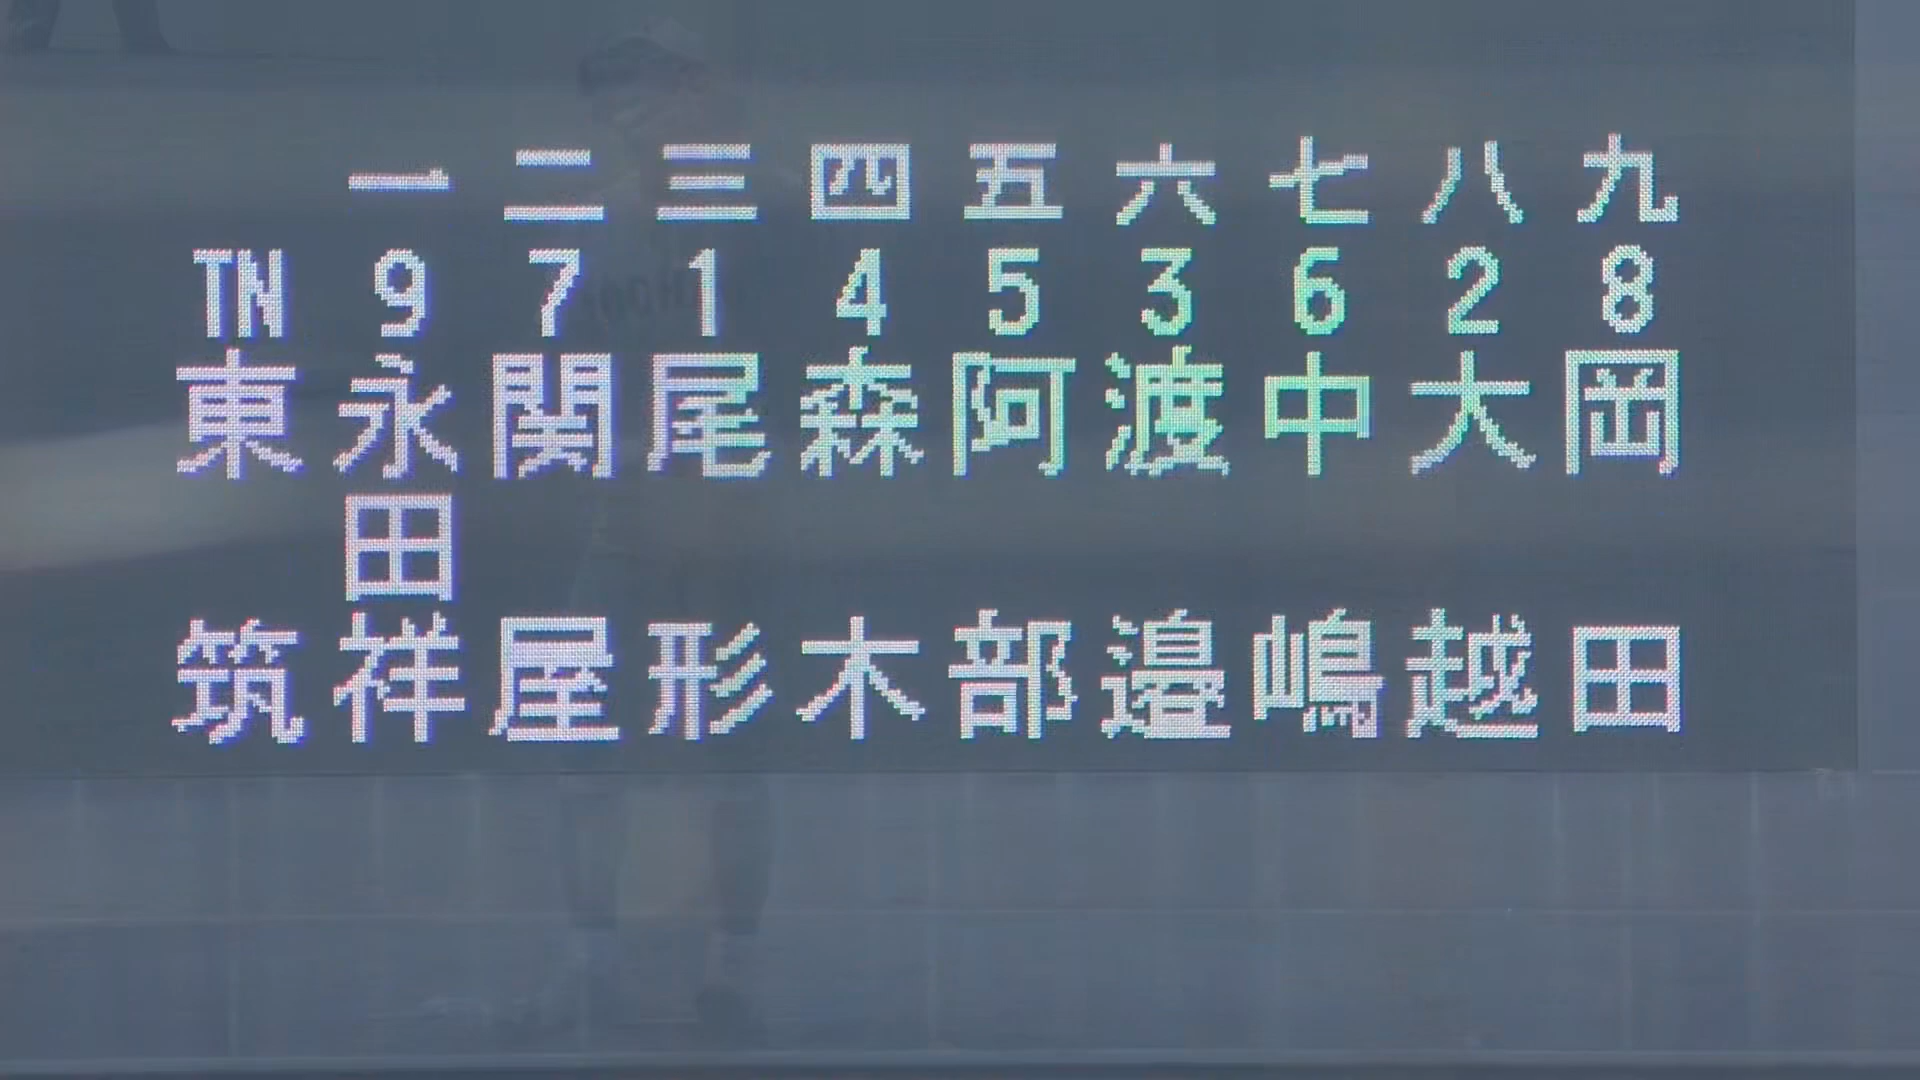 一 二 三 四 五 六 七 八 九
TN 9 7 1 4 5 3 6 2 8
東筑 永田祥 関屋 尾形 森木 阿部 渡邉 中嶋 大越 岡田